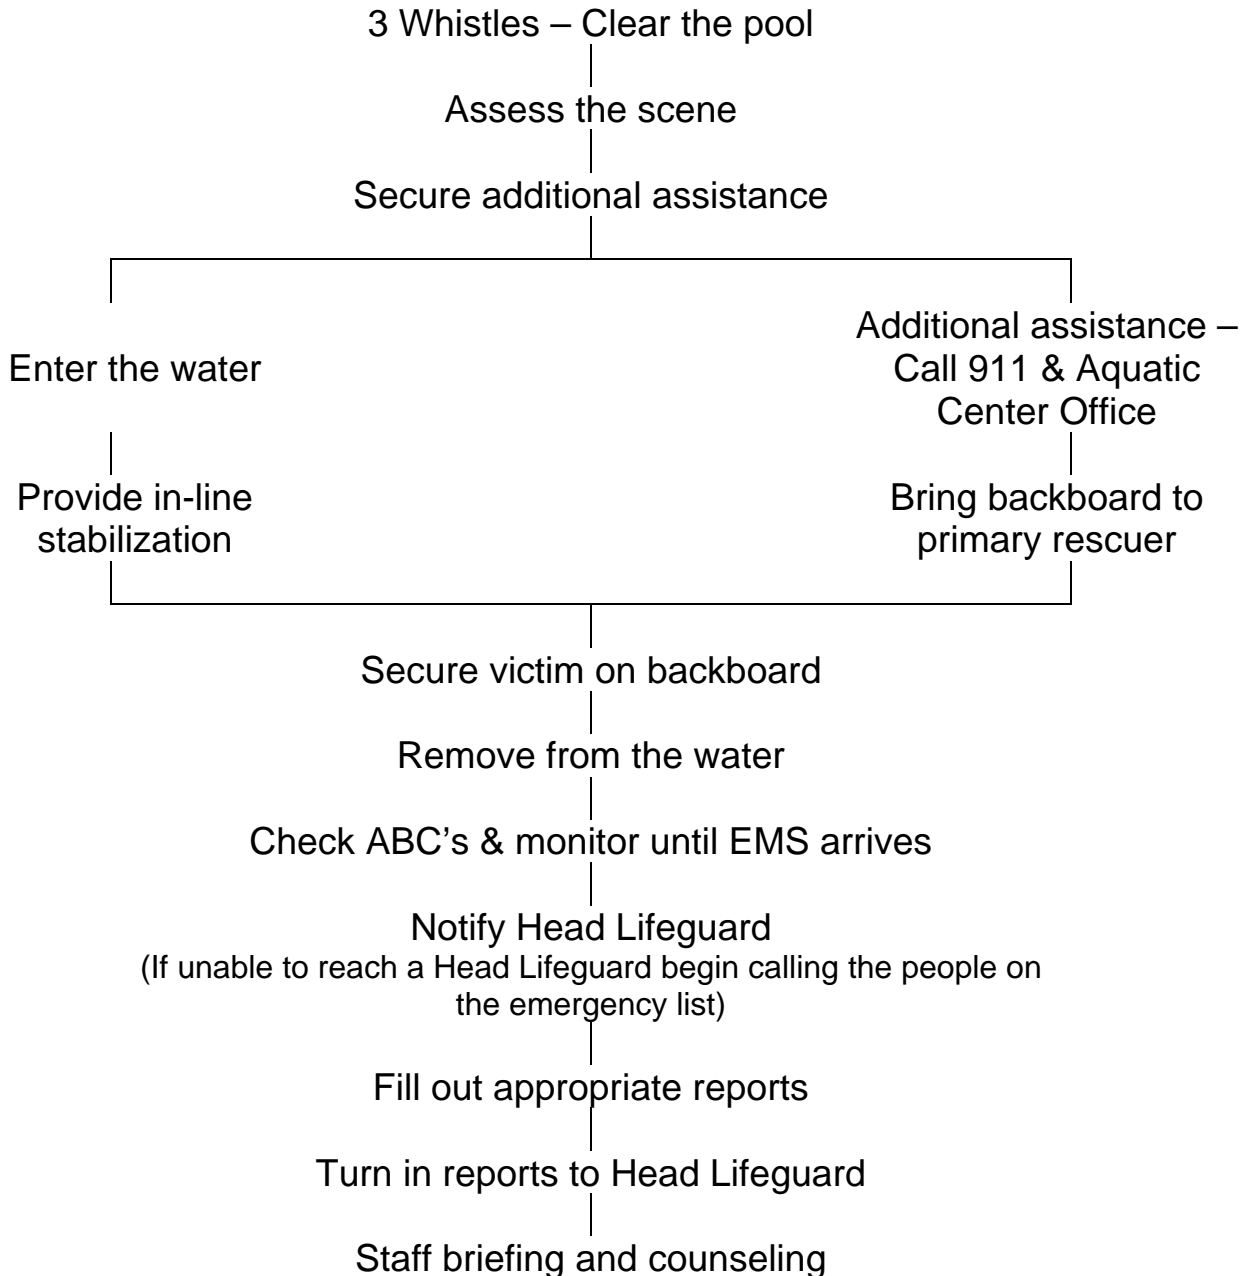 3 Whistles – Clear the pool
Assess the scene
Secure additional assistance
Enter the water
Provide in-line
stabilization
Additional assistance –
Call 911 & Aquatic
Center Office
Bring backboard to
primary rescuer
Secure victim on backboard
Remove from the water
Check ABC’s & monitor until EMS arrives
Notify Head Lifeguard
(If unable to reach a Head Lifeguard begin calling the people on
the emergency list)
Fill out appropriate reports
Turn in reports to Head Lifeguard
Staff briefing and counseling